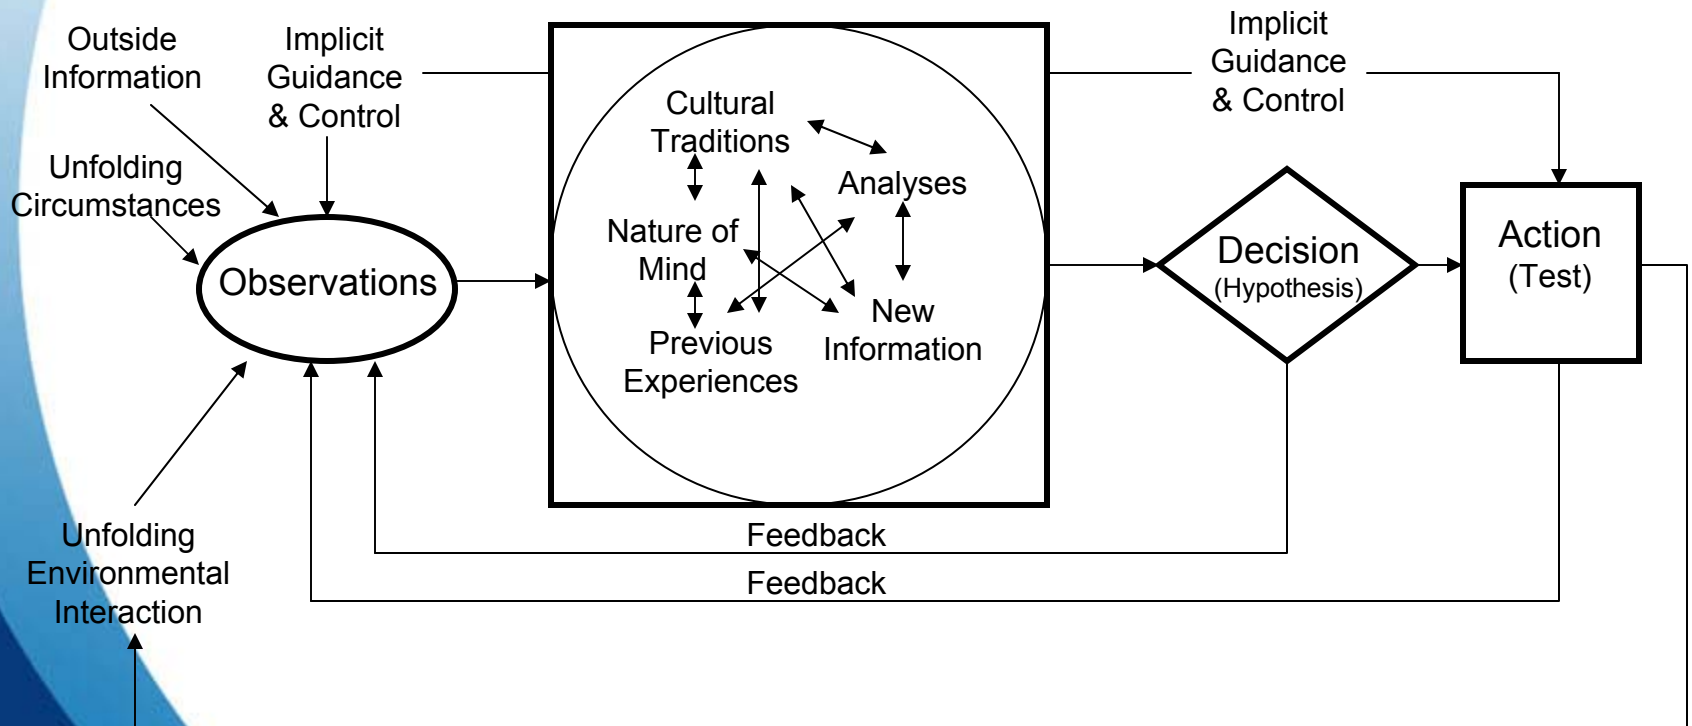 Outside
Information
Implicit
Guidance
& Control
Unfolding
Circumstances
Observations
Unfolding
Environmental
Interaction
Cultural
Traditions
Analyses
Nature of
Mind
New
Information
Previous
Experiences
Implicit
Guidance
& Control
Decision
(Hypothesis)
Action
(Test)
Feedback
Feedback